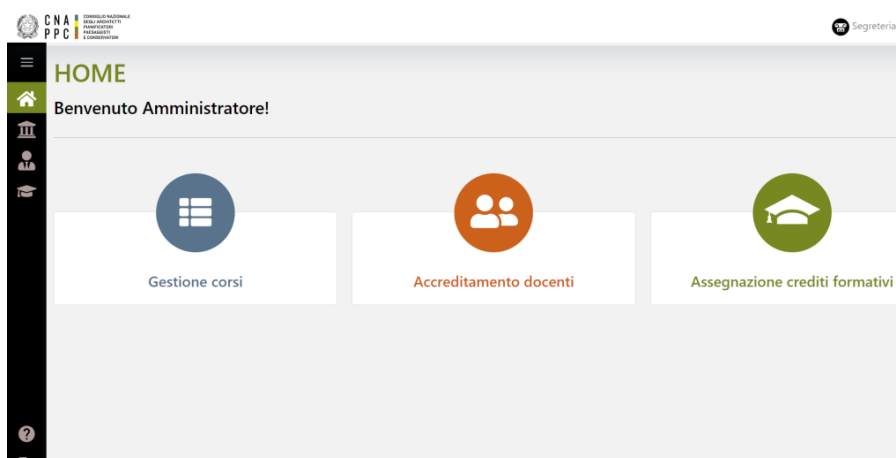 CNA
PPC
CONSIGLIO NAZIONALE
DEGLI ARCHITETTI
PIANIFICATORI
PAESAGGISTI
E CONSERVATORI
Segreteria
HOME
Benvenuto Amministratore!
Gestione corsi
Accreditamento docenti
Assegnazione crediti formativi